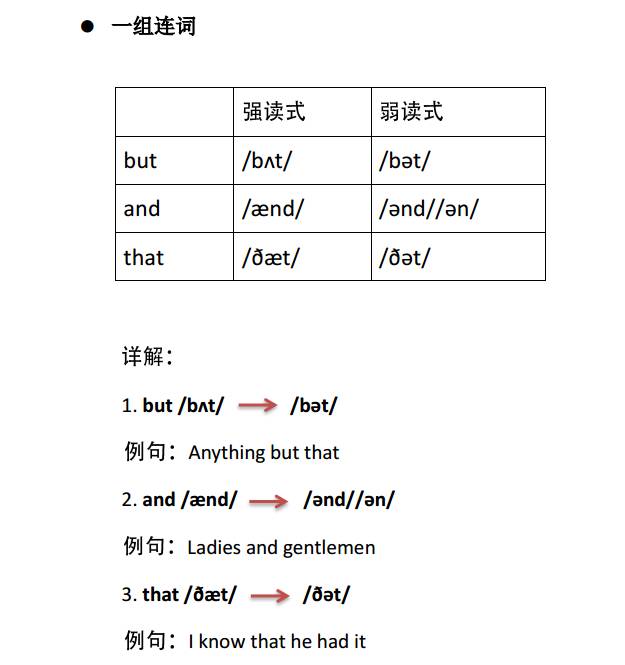 ● 一组连词
强读式 弱读式
but /bʌt/ /bət/
and /ænd/ /ənd//ən/
that /ðæt/ /ðət/
详解：
1. but /bʌt/ → /bət/
例句：Anything but that
2. and /ænd/ → /ənd//ən/
例句：Ladies and gentlemen
3. that /ðæt/ → /ðət/
例句：I know that he had it